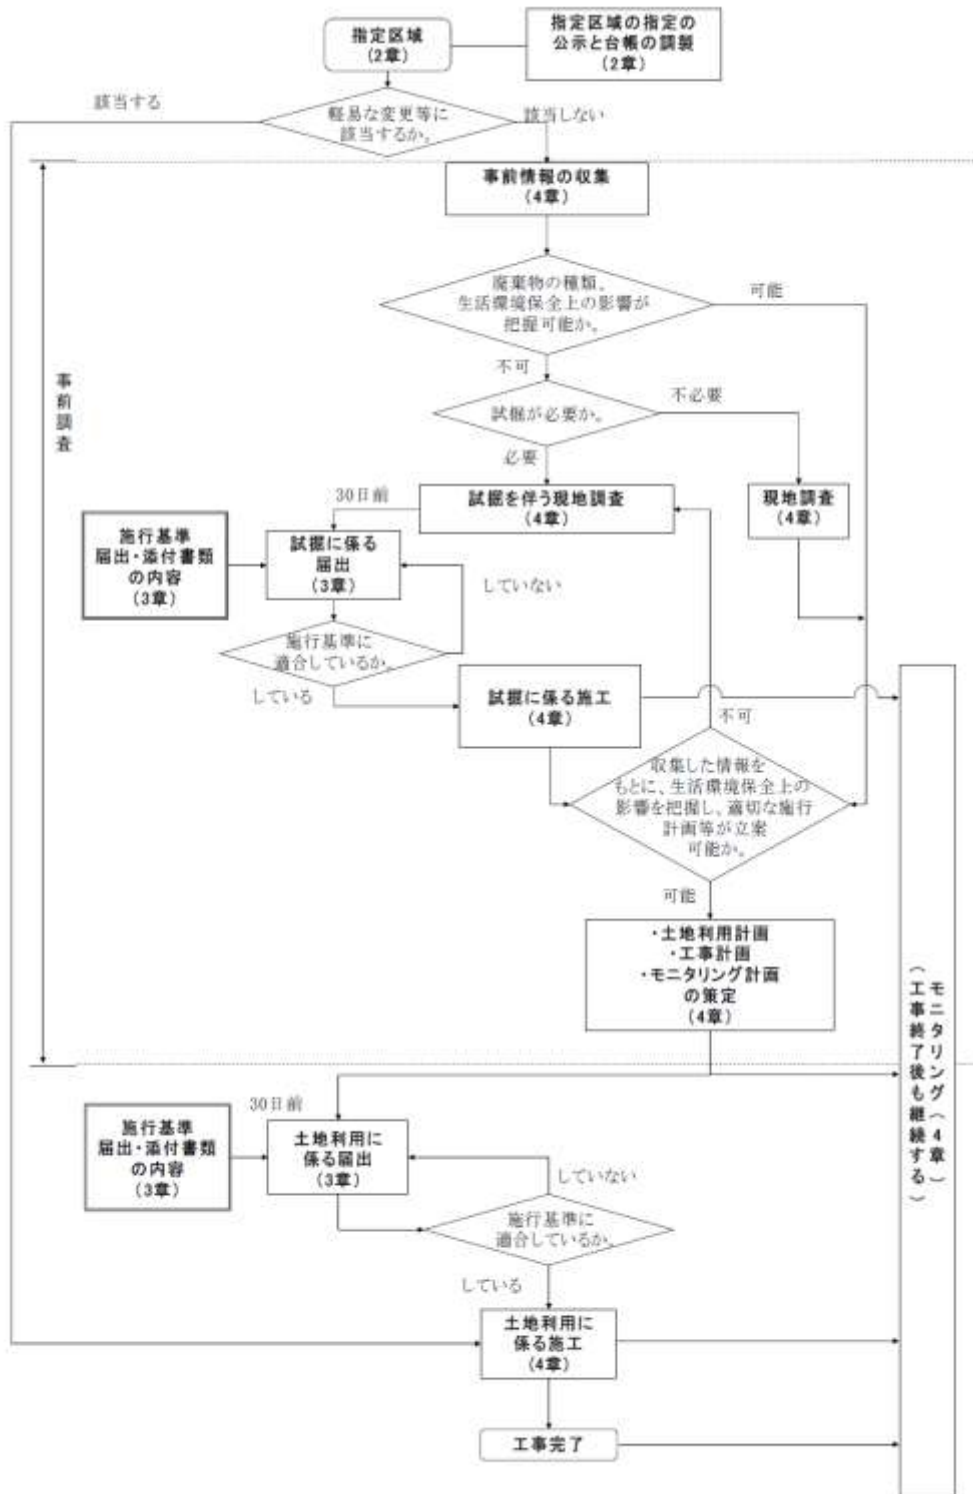 指定区域
(2章)
指定区域の指定の
公示と台帳の調製
(2章)
該当する
軽易な変更等に
該当するか。
該当しない
事前情報の収集
(4章)
廃棄物の種類、
生活環境保全上の影響が
把握可能か。
可能
不可
事前調査
試掘が必要か。
不必要
必要
30日前
試掘を伴う現地調査
(4章)
現地調査
(4章)
施行基準
届出・添付書類
の内容
(3章)
試掘に係る
届出
(3章)
していない
施行基準に
適合しているか。
している
試掘に係る施工
(4章)
不可
収集した情報を
もとに、生活環境保全上の
影響を把握し、適切な施行
計画等が立案
可能か。
可能
・土地利用計画
・工事計画
・モニタリング計画
の策定
(4章)
モニタリング(4章)
(工事終了後も継続する)
30日前
施行基準
届出・添付書類
の内容
(3章)
土地利用に
係る届出
(3章)
していない
施行基準に
適合しているか。
している
土地利用に
係る施工
(4章)
工事完了